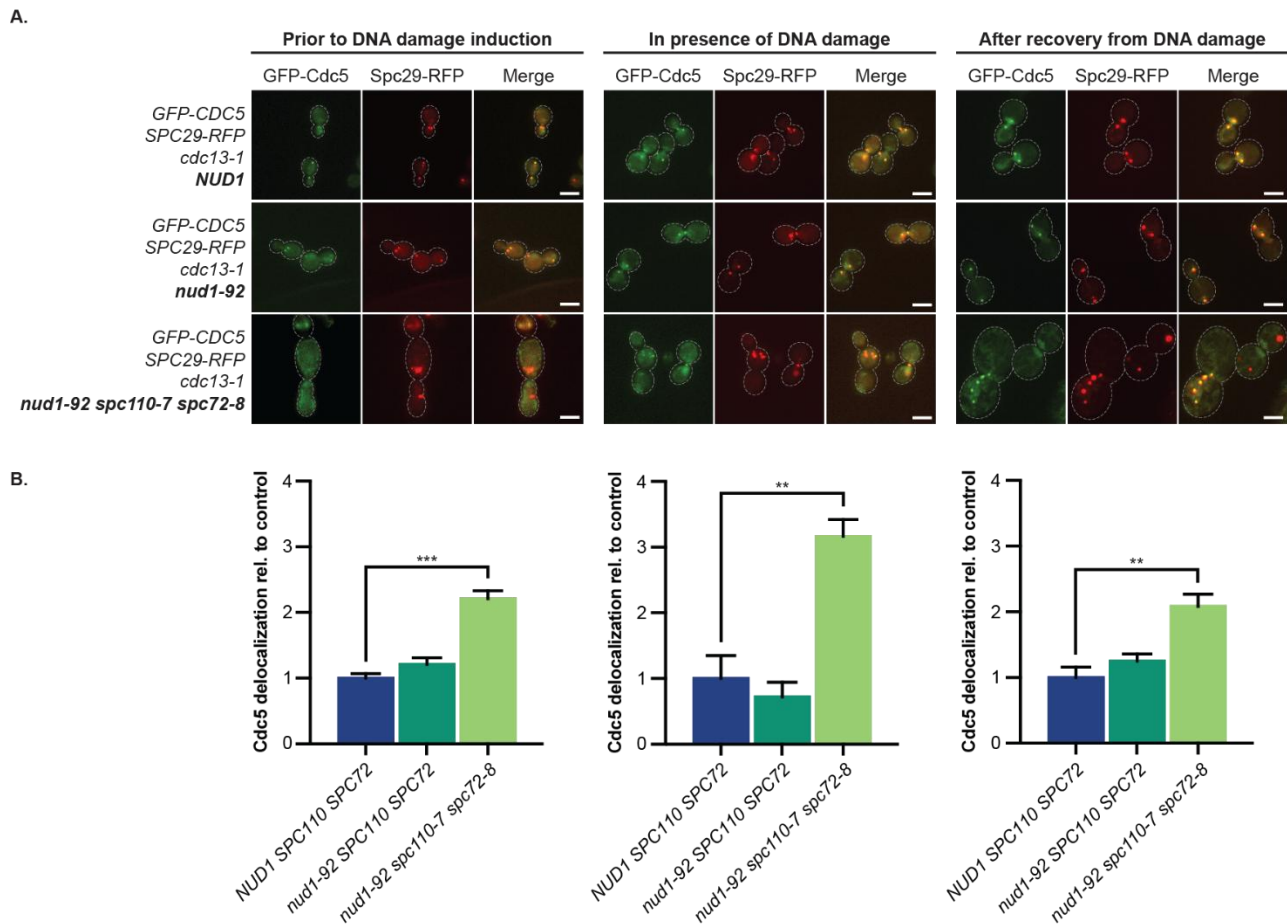 A.
Prior to DNA damage induction
In presence of DNA damage
After recovery from DNA damage
GFP-Cdc5 Spc29-RFP Merge
GFP-Cdc5 Spc29-RFP Merge
GFP-Cdc5 Spc29-RFP Merge
GFP-CDC5
SPC29-RFP
cdc13-1
NUD1
GFP-CDC5
SPC29-RFP
cdc13-1
nud1-92
GFP-CDC5
SPC29-RFP
cdc13-1
nud1-92 spc110-7 spc72-8
B.
Cdc5 delocalization rel. to control
4
3
2
1
0
***
NUD1 SPC110 SPC72
nud1-92 SPC110 SPC72
nud1-92 spc110-7 spc72-8
Cdc5 delocalization rel. to control
4
3
2
1
0
**
NUD1 SPC110 SPC72
nud1-92 SPC110 SPC72
nud1-92 spc110-7 spc72-8
Cdc5 delocalization rel. to control
4
3
2
1
0
**
NUD1 SPC110 SPC72
nud1-92 SPC110 SPC72
nud1-92 spc110-7 spc72-8